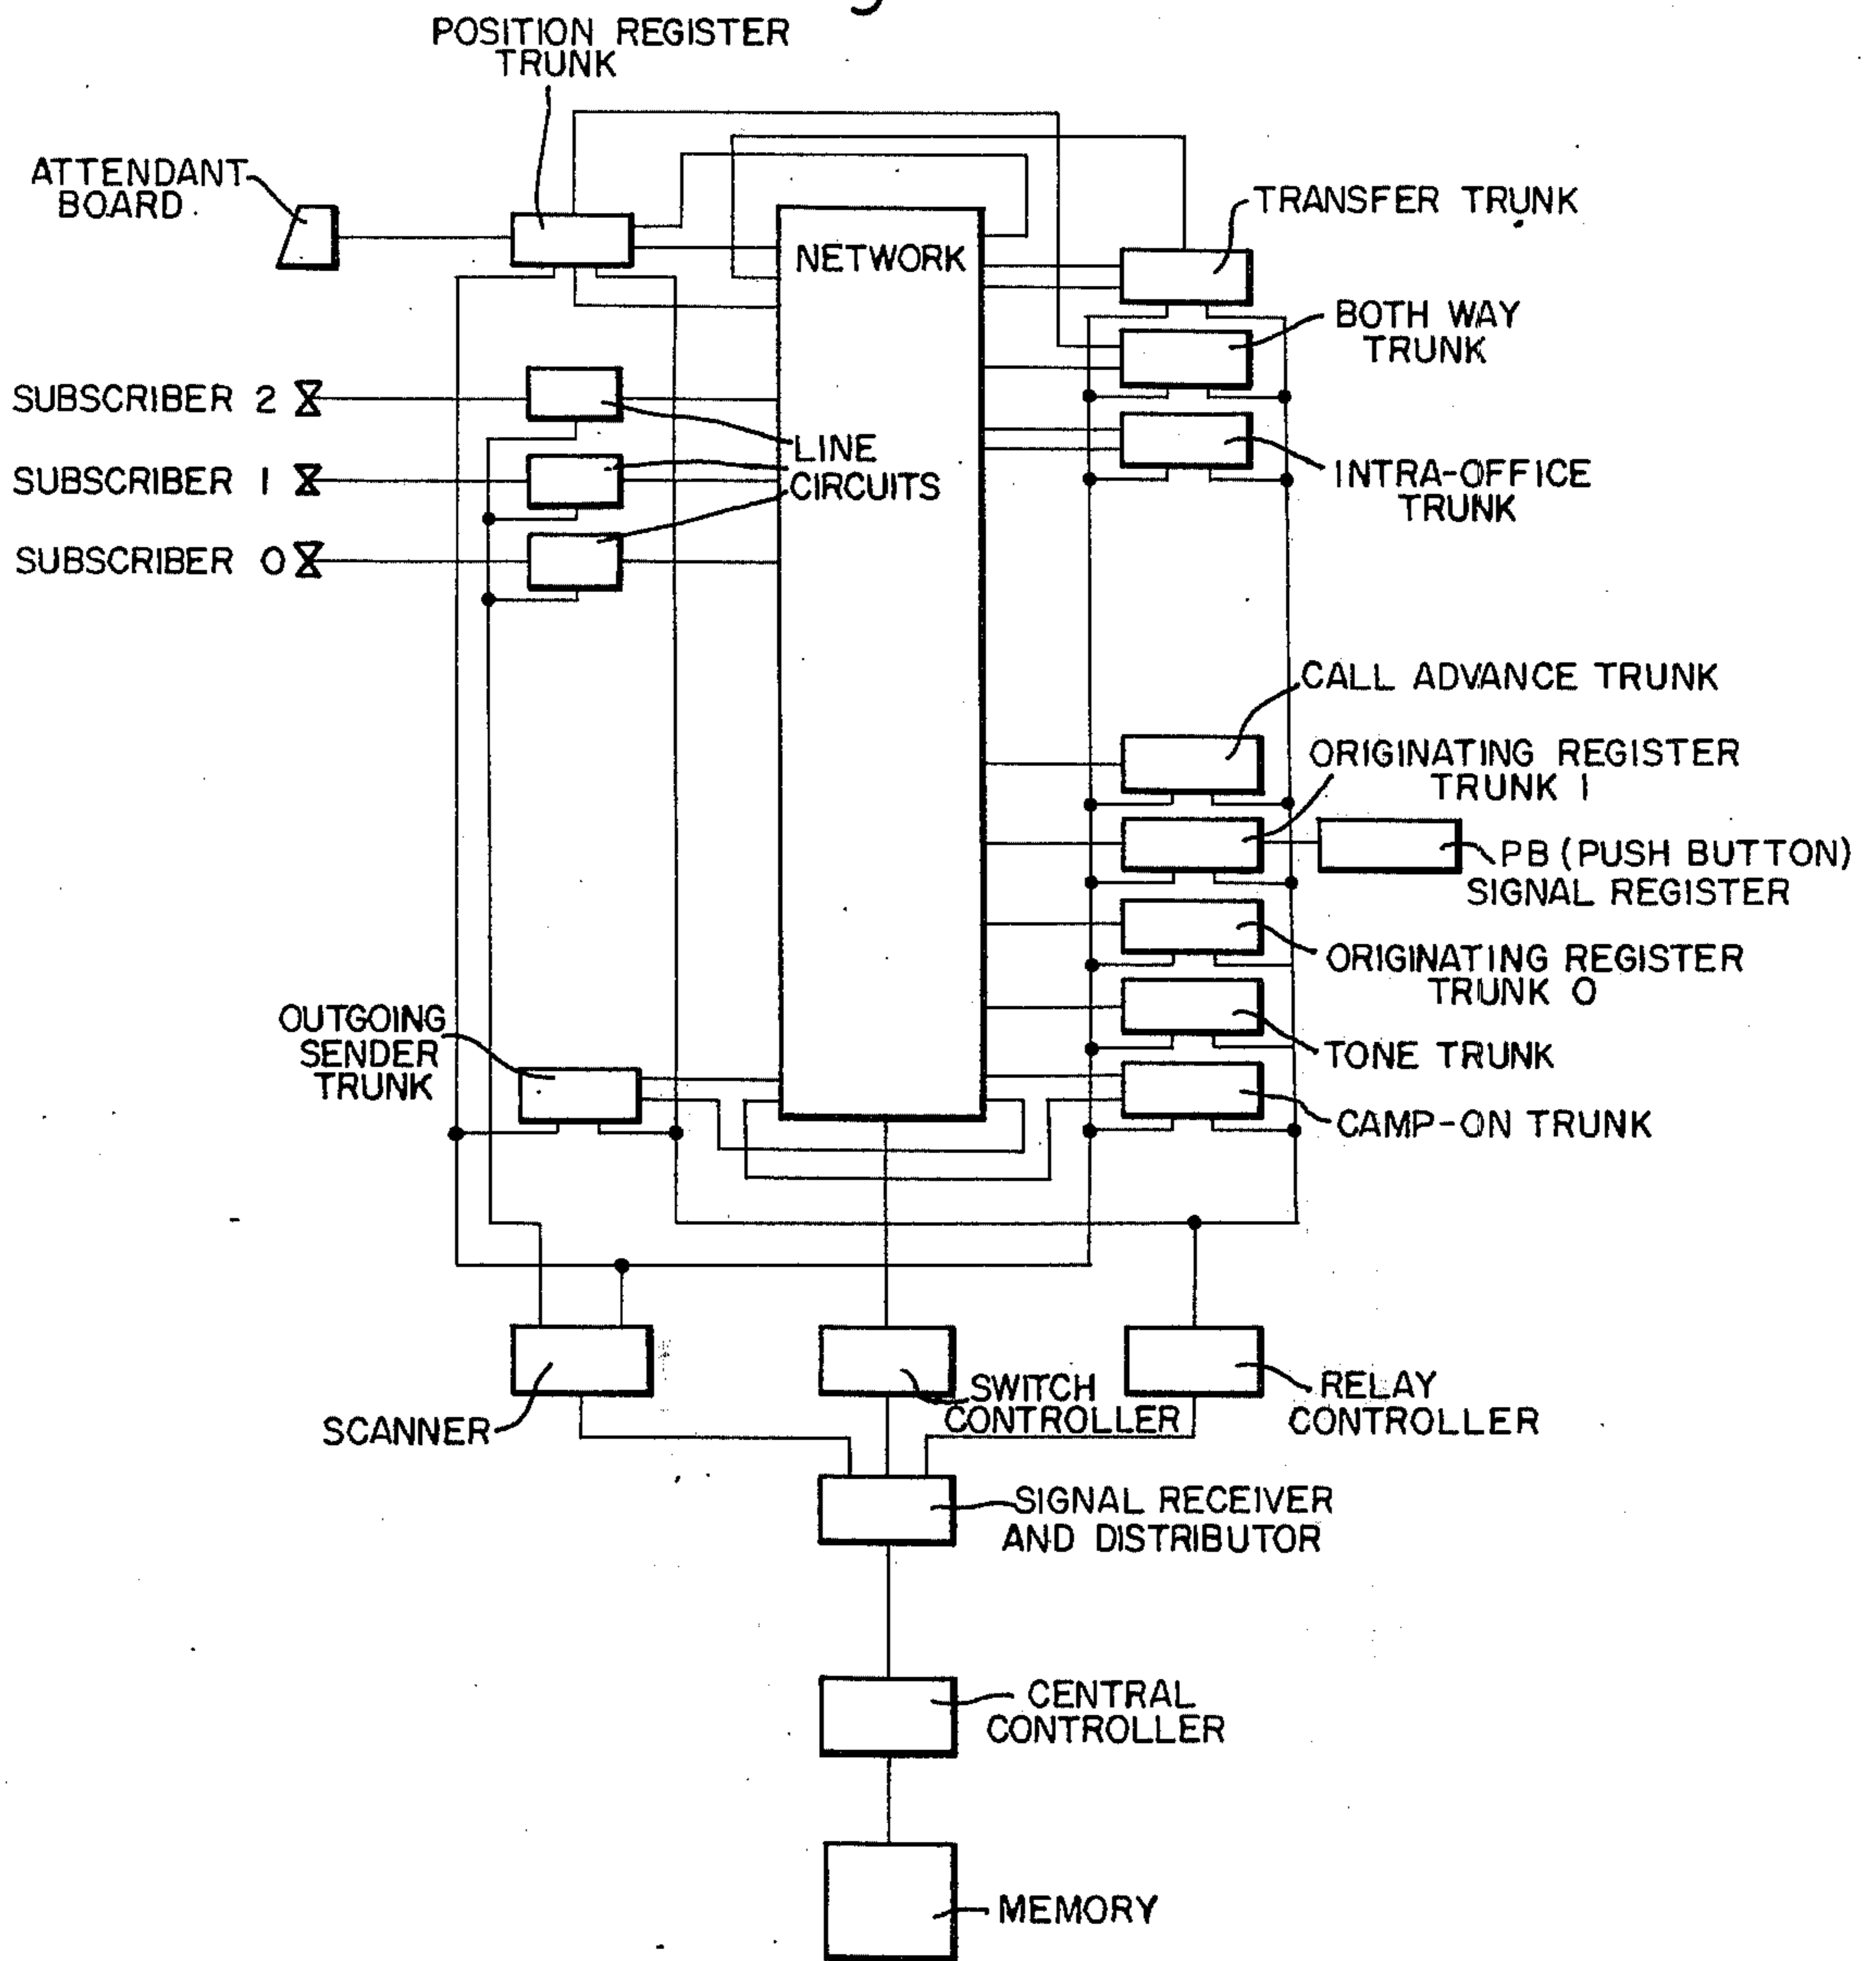 POSITION REGISTER
TRUNK
ATTENDANT
BOARD
NETWORK
TRANSFER TRUNK
BOTH WAY
TRUNK
SUBSCRIBER 2
LINE
CIRCUITS
SUBSCRIBER 1
INTRA-OFFICE
TRUNK
SUBSCRIBER 0
CALL ADVANCE TRUNK
ORIGINATING REGISTER
TRUNK 1
PB (PUSH BUTTON)
SIGNAL REGISTER
ORIGINATING REGISTER
TRUNK 0
OUTGOING
SENDER
TRUNK
TONE TRUNK
CAMP-ON TRUNK
SCANNER
SWITCH
CONTROLLER
RELAY
CONTROLLER
SIGNAL RECEIVER
AND DISTRIBUTOR
CENTRAL
CONTROLLER
MEMORY